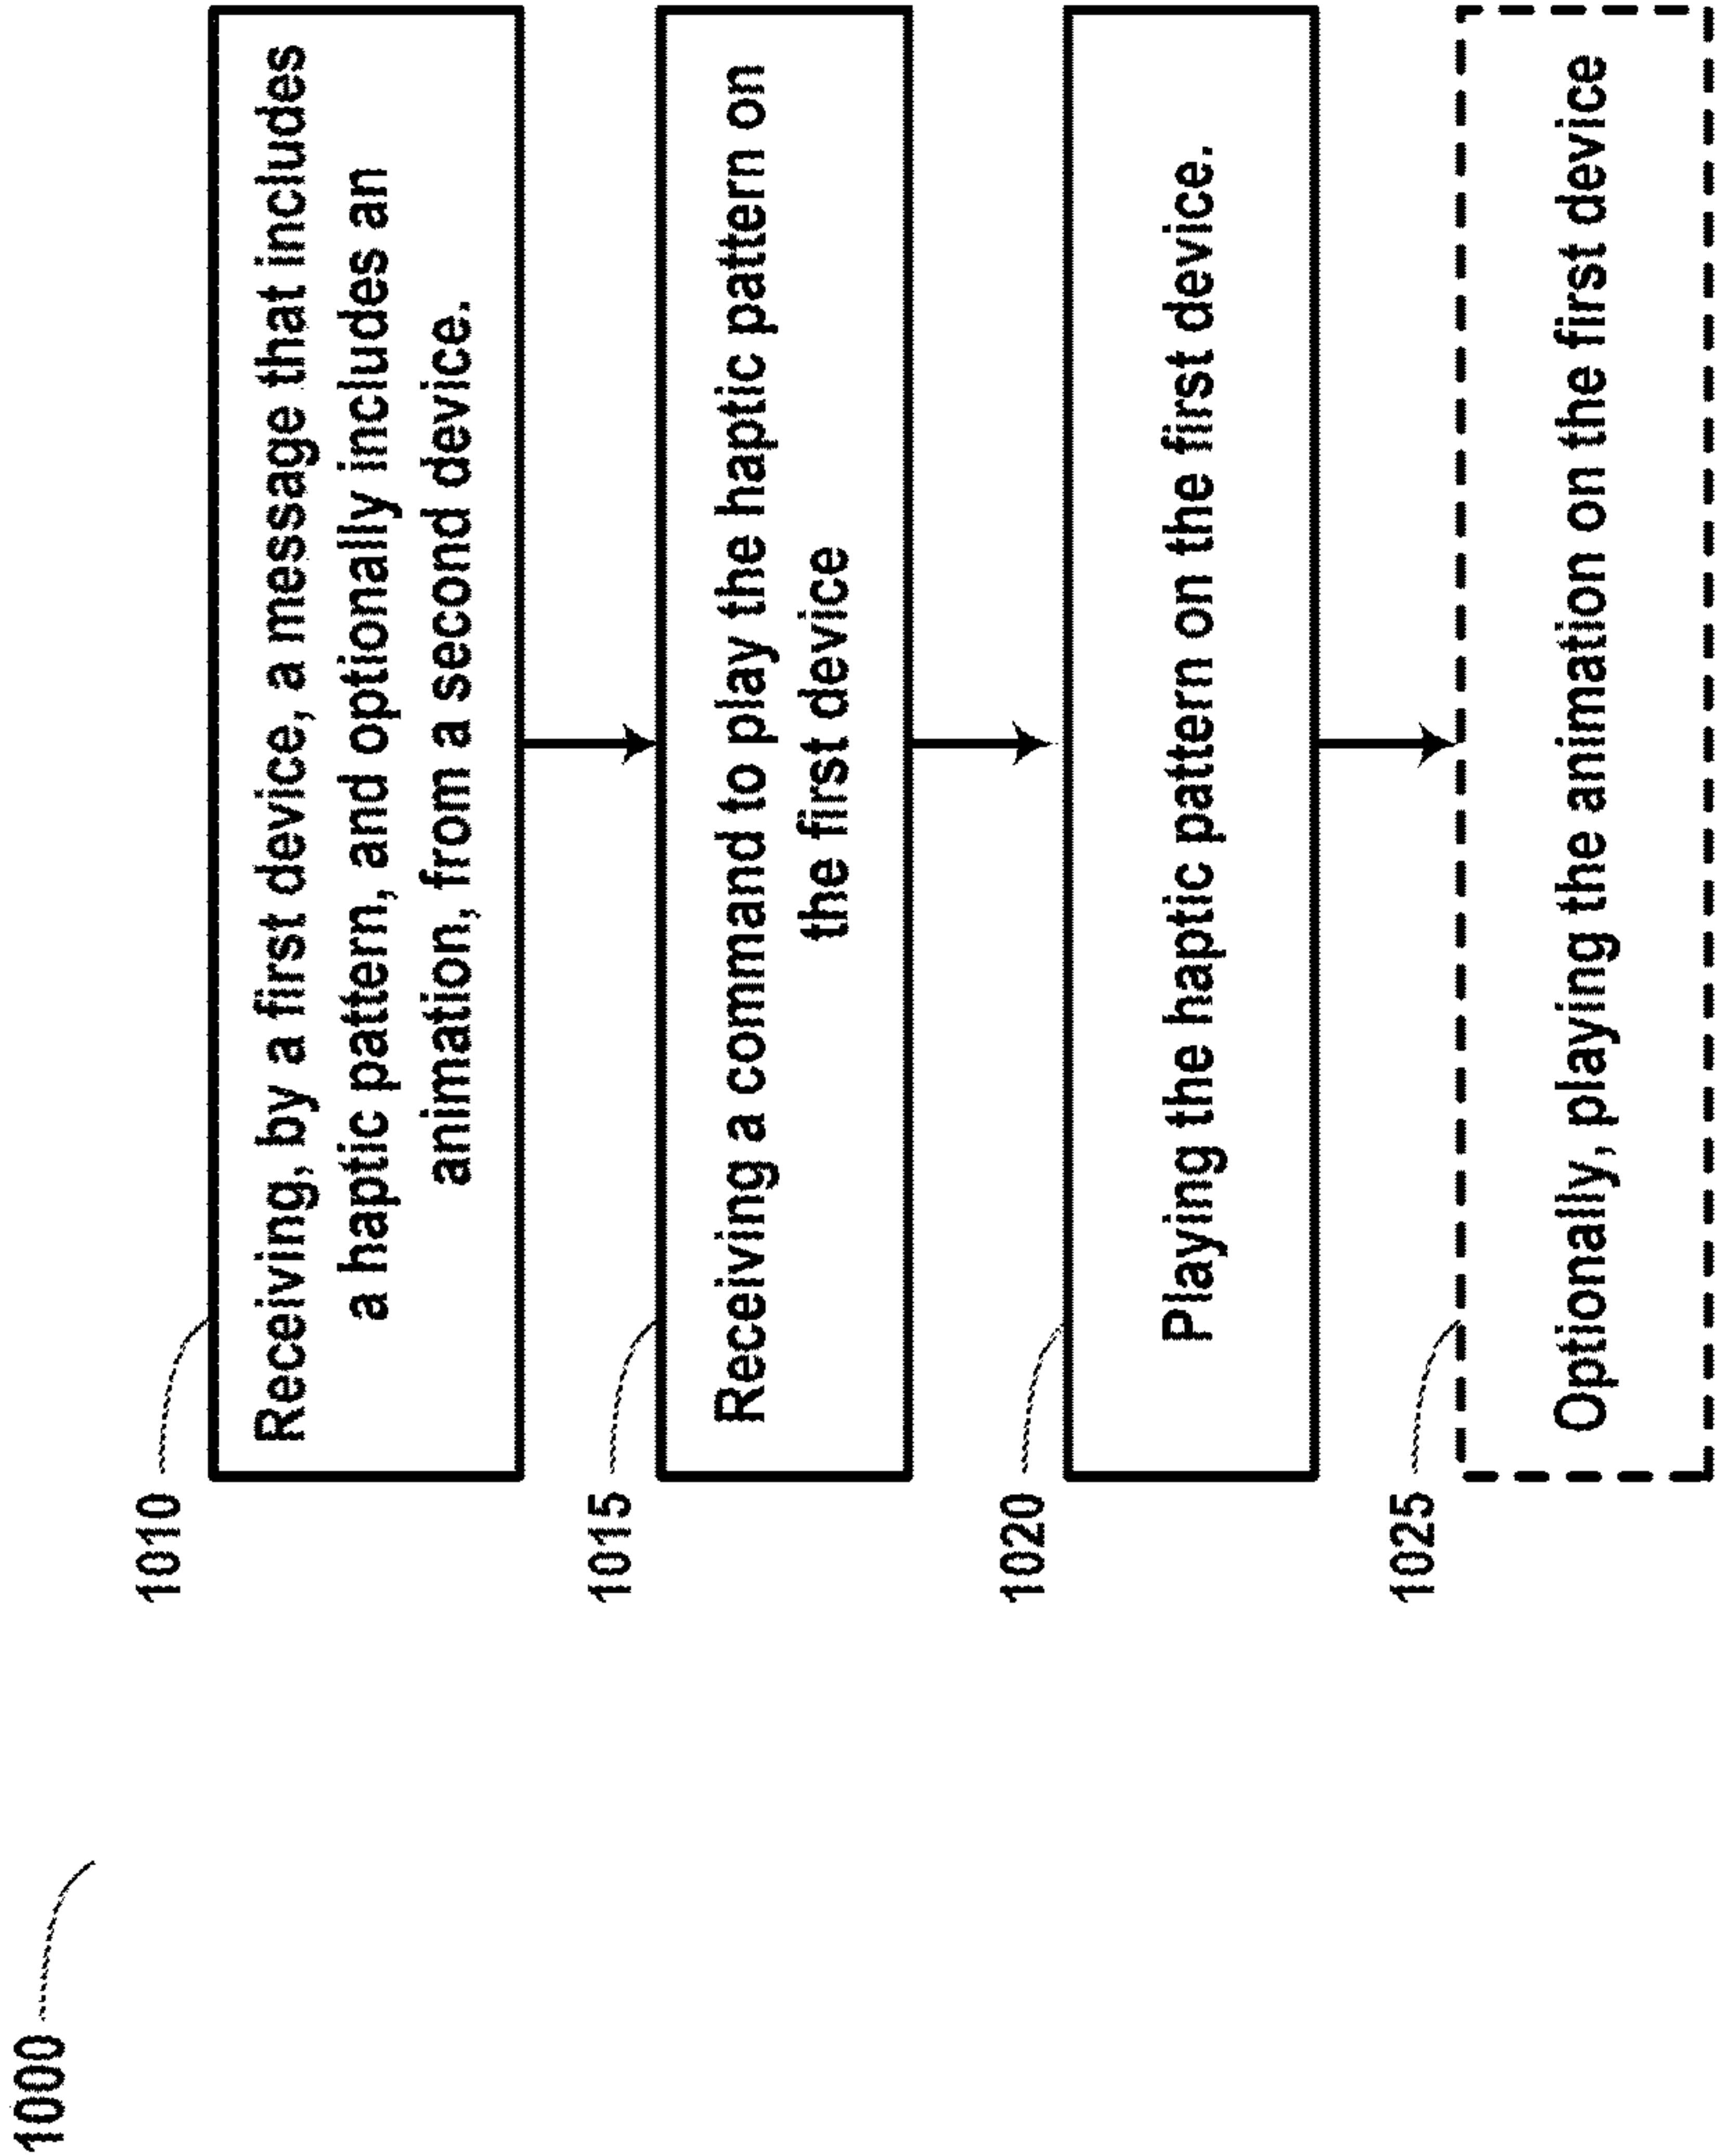 1000
1010
Receiving, by a first device, a message that includes
a haptic pattern, and optionally includes an
animation, from a second device.
1015
Receiving a command to play the haptic pattern on
the first device
1020
Playing the haptic pattern on the first device.
1025
Optionally, playing the animation on the first device